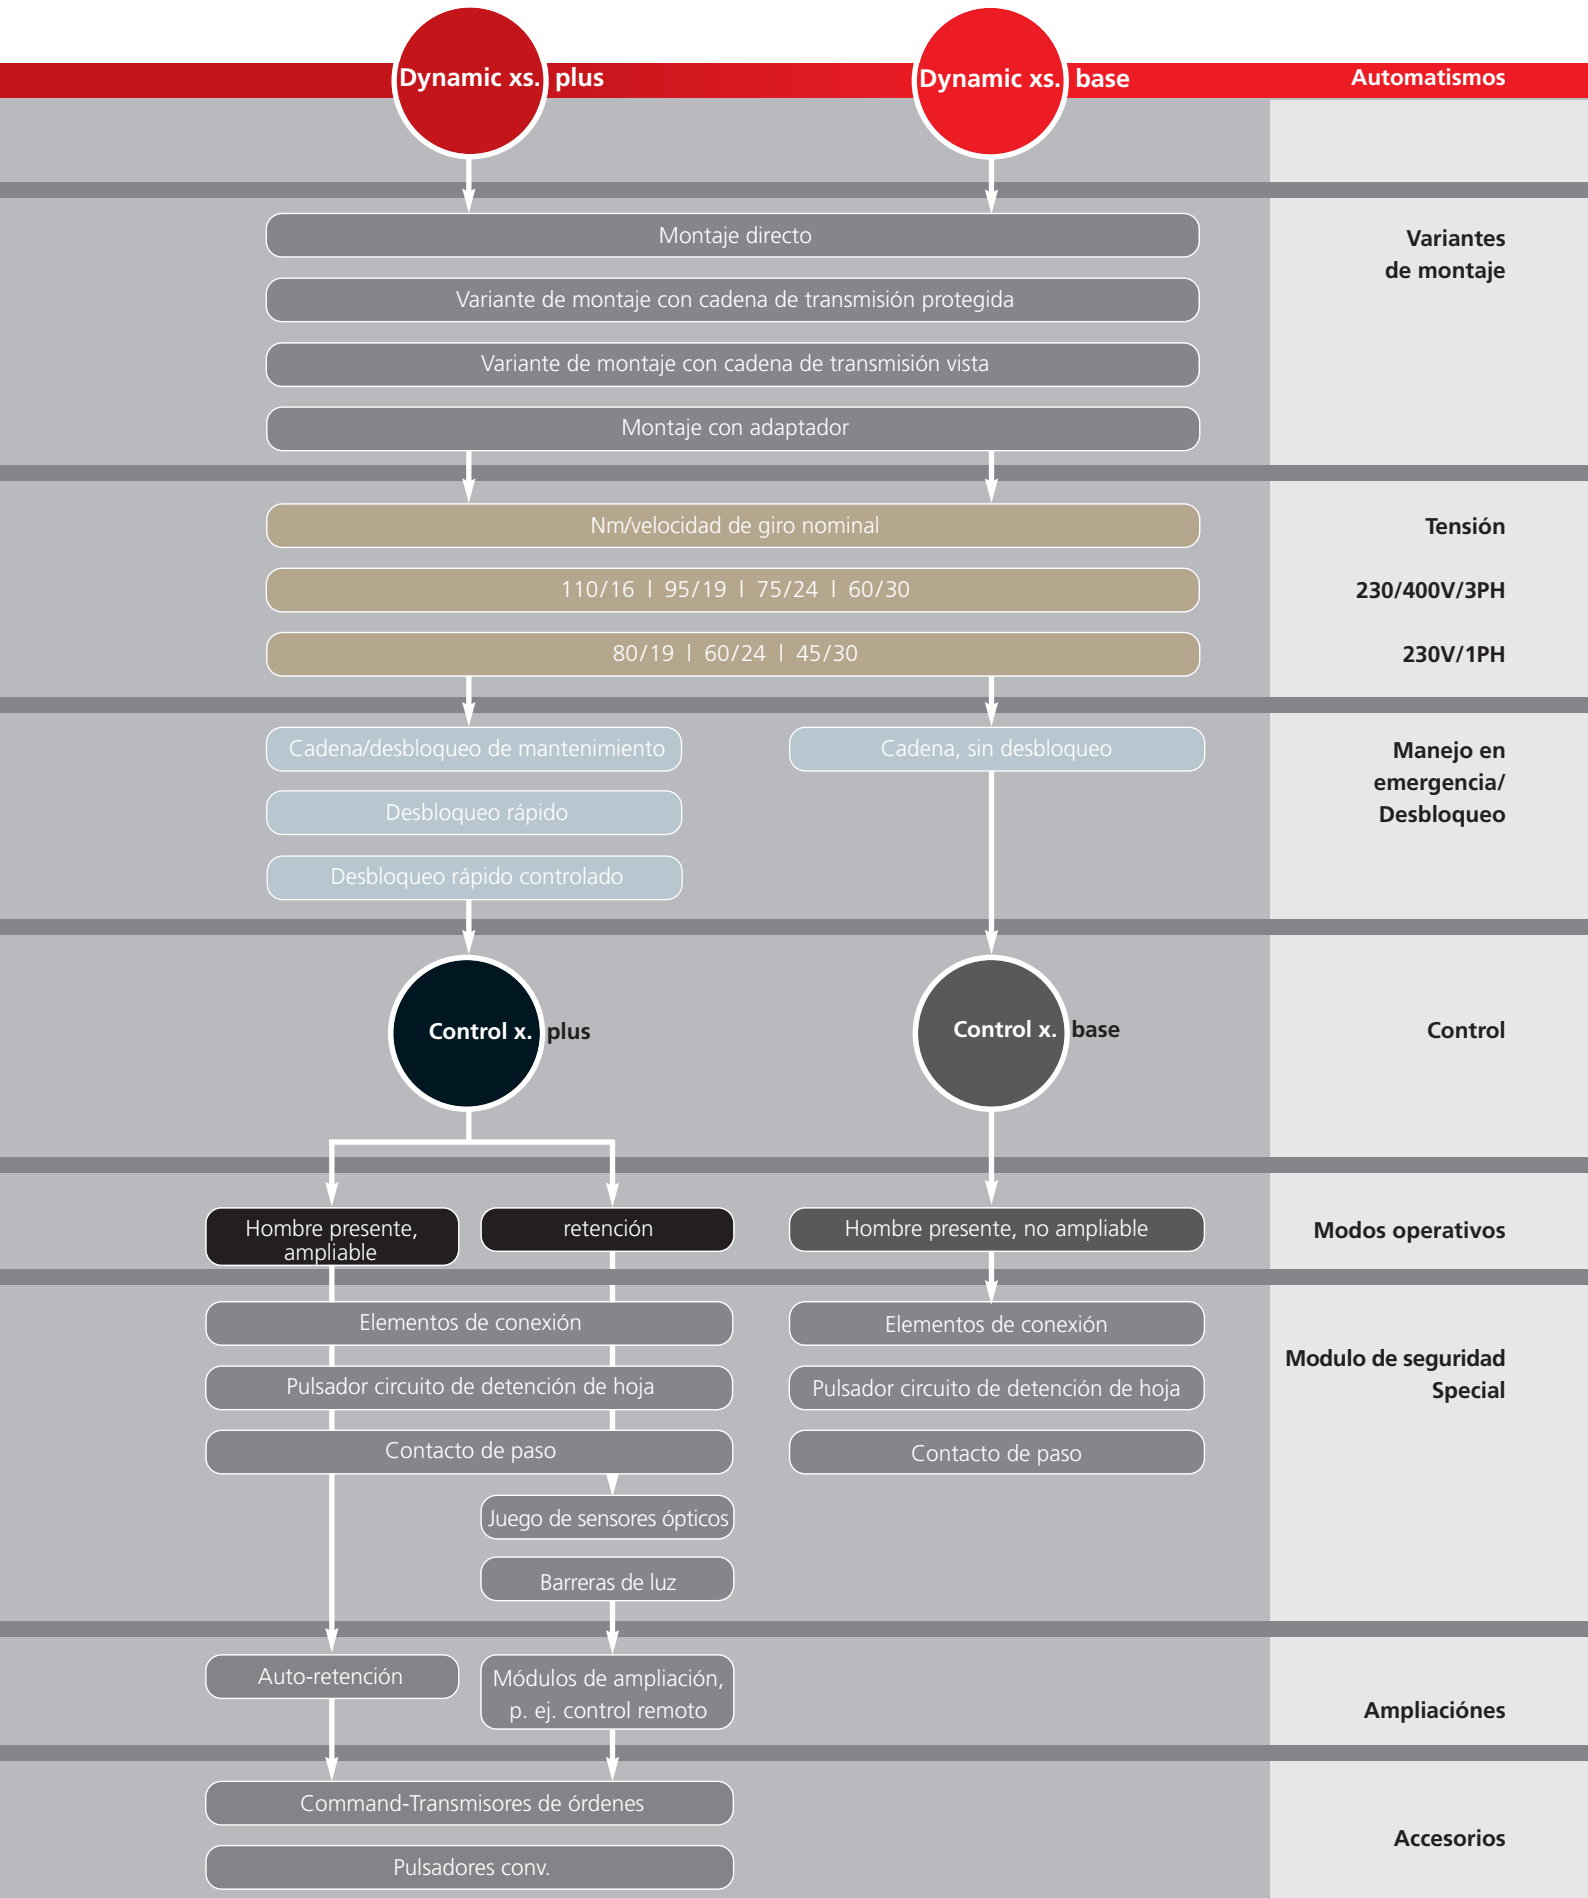 Dynamic xs. plus
Dynamic xs. base
Automatismos
Montaje directo
Variante de montaje con cadena de transmisión protegida
Variante de montaje con cadena de transmisión vista
Montaje con adaptador
Variantes
de montaje
Nm/velocidad de giro nominal
Tensión
110/16 | 95/19 | 75/24 | 60/30
230/400V/3PH
80/19 | 60/24 | 45/30
230V/1PH
Cadena/desbloqueo de mantenimiento
Desbloqueo rápido
Desbloqueo rápido controlado
Cadena, sin desbloqueo
Manejo en
emergencia/
Desbloqueo
Control x. plus
Control x. base
Control
Hombre presente,
ampliable
retención
Hombre presente, no ampliable
Modos operativos
Elementos de conexión
Pulsador circuito de detención de hoja
Contacto de paso
Juego de sensores ópticos
Barreras de luz
Elementos de conexión
Pulsador circuito de detención de hoja
Contacto de paso
Modulo de seguridad
Special
Auto-retención
Módulos de ampliación,
p. ej. control remoto
Ampliaciónes
Command-Transmisores de órdenes
Pulsadores conv.
Accesorios